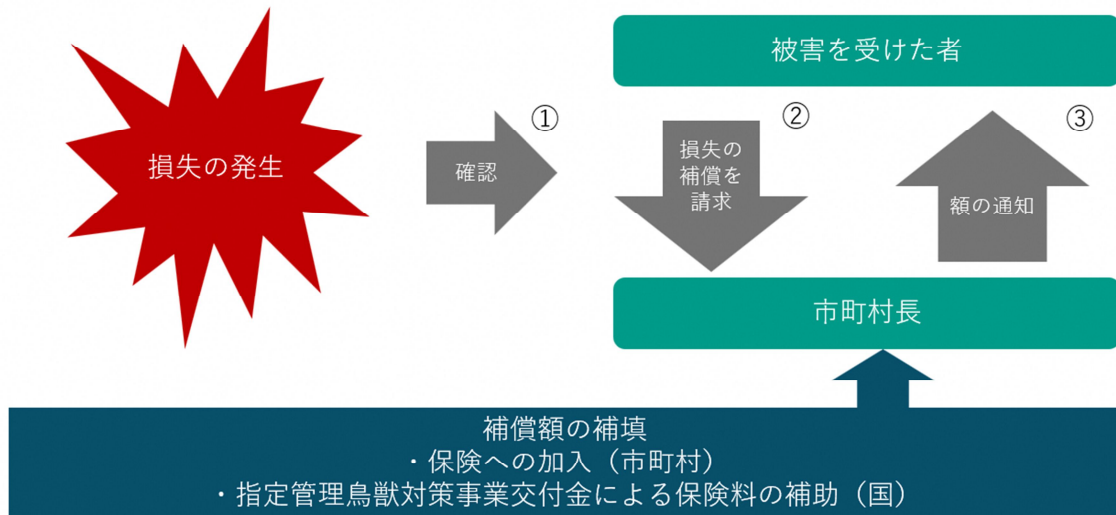 損失の発生
①
確認
被害を受けた者
②
損失の
補償を
請求
③
額の通知
市町村長
補償額の補填
・保険への加入（市町村）
・指定管理鳥獣対策事業交付金による保険料の補助（国）